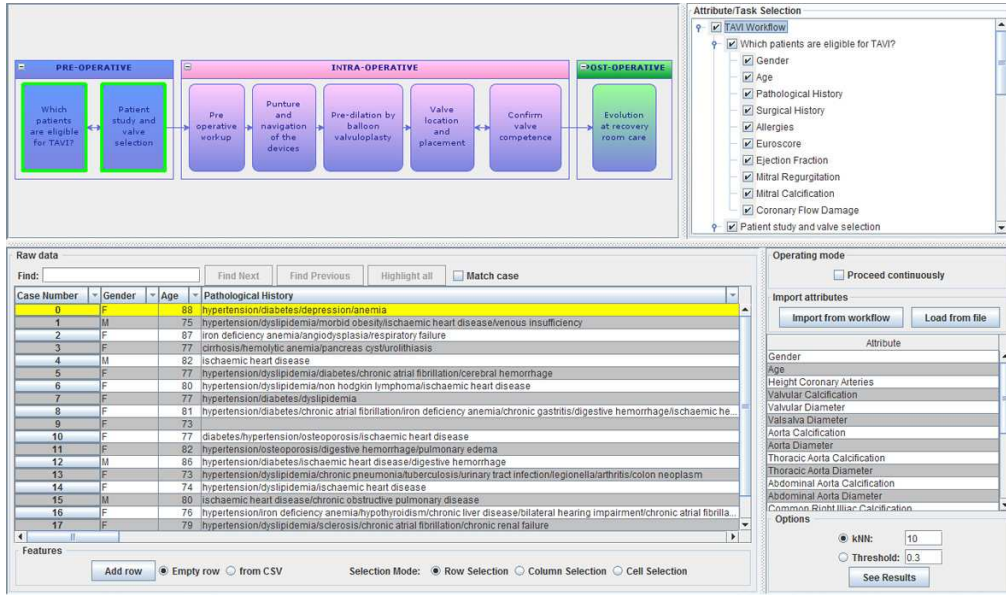 PRE-OPERATIVE
INTRA-OPERATIVE
POST-OPERATIVE
Which
patients
are eligible
for TAVI?
Patient
study and
valve
selection
Pre
operative
workup
Punture
and
navigation
of the
devices
Pre-dilation by
balloon
valvuloplasty
Valve
location
and
placement
Confirm
valve
competence
Evolution
at recovery
room care
Attribute/Task Selection
TAVI Workflow
Which patients are eligible for TAVI?
Gender
Age
Pathological History
Surgical History
Allergies
Euroscore
Ejection Fraction
Mitral Regurgitation
Mitral Calcification
Coronary Flow Damage
Patient study and valve selection
Raw data
Find: Find Next Find Previous Highlight all Match case
Case Number Gender Age Pathological History
0 F 88 hypertension/diabetes/depression/anemia
1 M 75 hypertension/dyslipidemia/morbid obesity/ischaemic heart disease/venous insufficiency
2 F 87 iron deficiency anemia/angiodysplasia/respiratory failure
3 F 77 cirrhosis/hemolytic anemia/pancreas cyst/urolithiasis
4 M 82 ischaemic heart disease
5 F 77 hypertension/dyslipidemia/diabetes/chronic atrial fibrillation/cerebral hemorrhage
6 F 80 hypertension/dyslipidemia/non hodgkin lymphoma/ischaemic heart disease
7 F 77 hypertension/diabetes/dyslipidemia
8 F 81 hypertension/diabetes/chronic atrial fibrillation/iron deficiency anemia/chronic gastritis/digestive hemorrhage/ischaemic he...
9 F 73
10 F 77 diabetes/hypertension/osteoporosis/ischaemic heart disease
11 F 82 hypertension/osteoporosis/digestive hemorrhage/pulmonary edema
12 M 86 hypertension/diabetes/ischaemic heart disease/digestive hemorrhage
13 F 73 hypertension/dyslipidemia/chronic pneumonia/tuberculosis/urinary tract infection/legionella/arthritis/colon neoplasm
14 F 74 hypertension/dyslipidemia/ischaemic heart disease
15 M 80 ischaemic heart disease/chronic obstructive pulmonary disease
16 F 76 hypertension/iron deficiency anemia/hypothyroidism/chronic liver disease/bilateral hearing impairment/chronic atrial fibrilla...
17 F 79 hypertension/dyslipidemia/sclerosis/chronic atrial fibrillation/chronic renal failure
Features
Add row Empty row from CSV Selection Mode: Row Selection Column Selection Cell Selection
Operating mode
Proceed continuously
Import attributes
Import from workflow Load from file
Attribute
Gender
Age
Height Coronary Arteries
Valvular Calcification
Valvular Diameter
Valsalva Diameter
Aorta Calcification
Aorta Diameter
Thoracic Aorta Calcification
Thoracic Aorta Diameter
Abdominal Aorta Calcification
Abdominal Aorta Diameter
Common Right Illiac Calcification
Options
kNN: 10
Threshold: 0.3
See Results